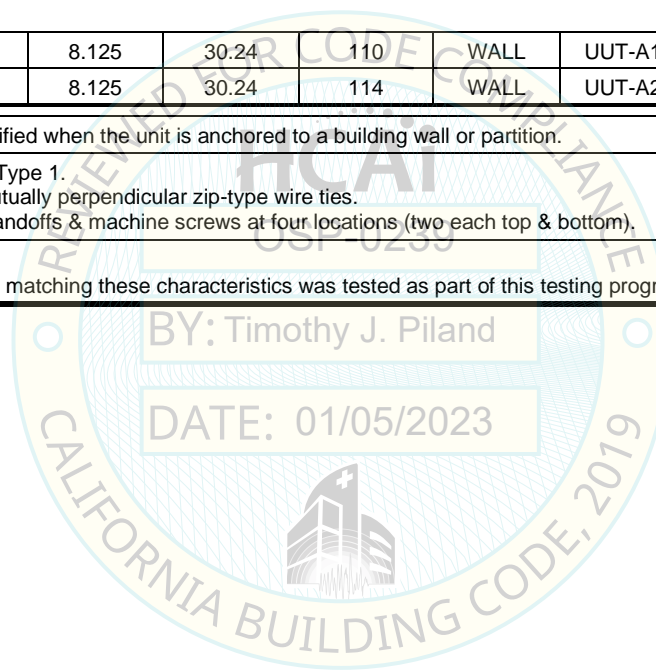 8.125 30.24 110 WALL UUT-A1
8.125 30.24 114 WALL UUT-A2
ified when the unit is anchored to a building wall or partition.
Type 1.
tually perpendicular zip-type wire ties.
andoffs & machine screws at four locations (two each top & bottom).
matching these characteristics was tested as part of this testing progr
REVIEWED FOR CODE COMPLIANCE
HCAi
OSP-0239
BY: Timothy J. Piland
DATE: 01/05/2023
CALIFORNIA BUILDING CODE, 2019